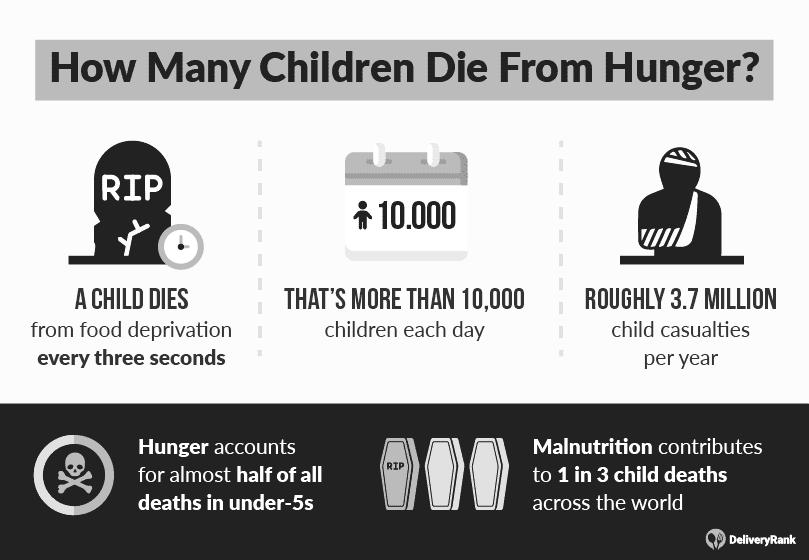 How Many Children Die From Hunger?
RIP
10.000
A CHILD DIES
from food deprivation
every three seconds
THAT'S MORE THAN 10,000
children each day
ROUGHLY 3.7 MILLION
child casualties
per year
Hunger accounts
for almost half of all
deaths in under-5s
RIP
Malnutrition contributes
to 1 in 3 child deaths
across the world
DeliveryRank